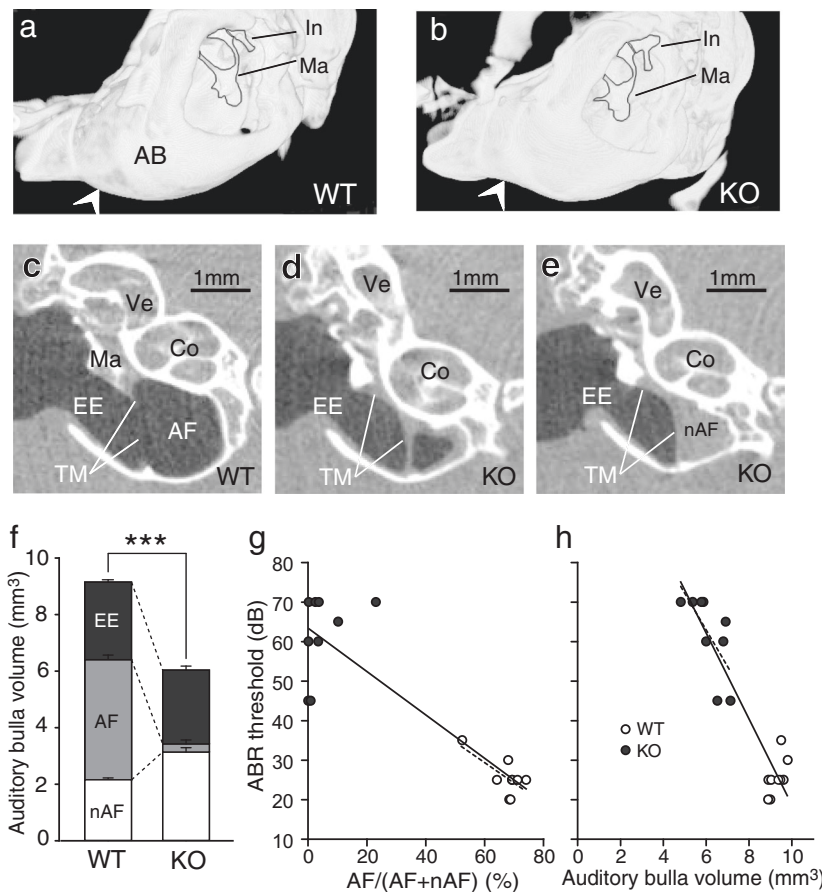 a
In
Ma
AB
WT
b
In
Ma
KO
c
1mm
Ve
Ma
Co
EE
AF
TM
WT
d
1mm
Ve
Co
EE
TM
KO
e
1mm
Ve
Co
EE
nAF
TM
KO
f
Auditory bulla volume (mm³)
10
8
6
4
2
0
***
EE
AF
nAF
WT
KO
g
ABR threshold (dB)
80
70
60
50
40
30
20
10
0
20
40
60
80
AF/(AF+nAF) (%)
h
WT
KO
0
2
4
6
8
10
Auditory bulla volume (mm³)